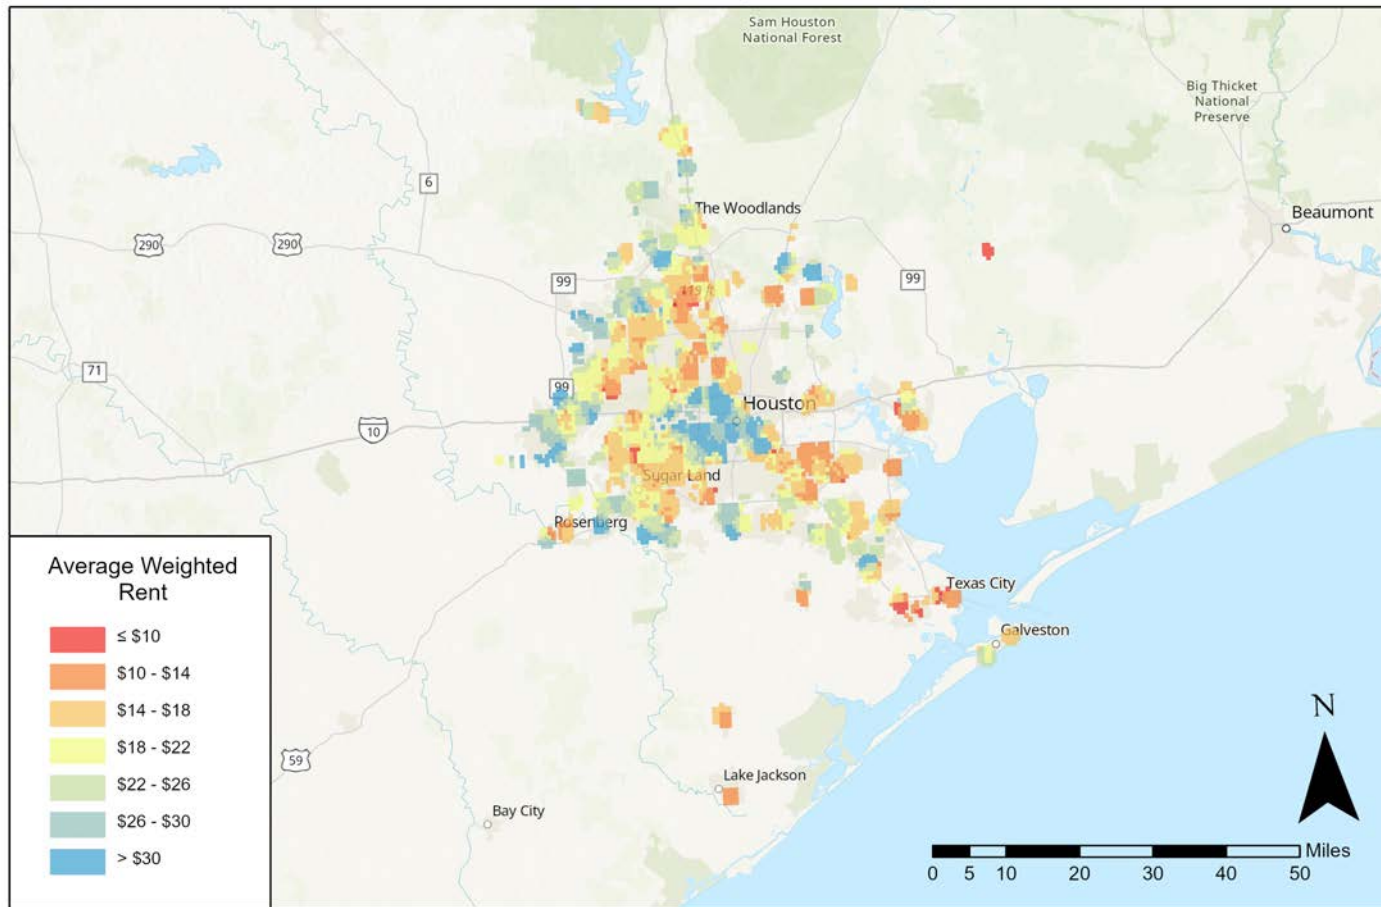 Sam Houston
National Forest
Big Thicket
National
Preserve
6
The Woodlands
Beaumont
290
290
99
119 ft
99
71
99
Houston
10
Sugar Land
Rosenberg
Texas City
Galveston
59
Lake Jackson
Bay City
Average Weighted
Rent
≤ $10
$10 - $14
$14 - $18
$18 - $22
$22 - $26
$26 - $30
> $30
N
Miles
0 5 10 20 30 40 50